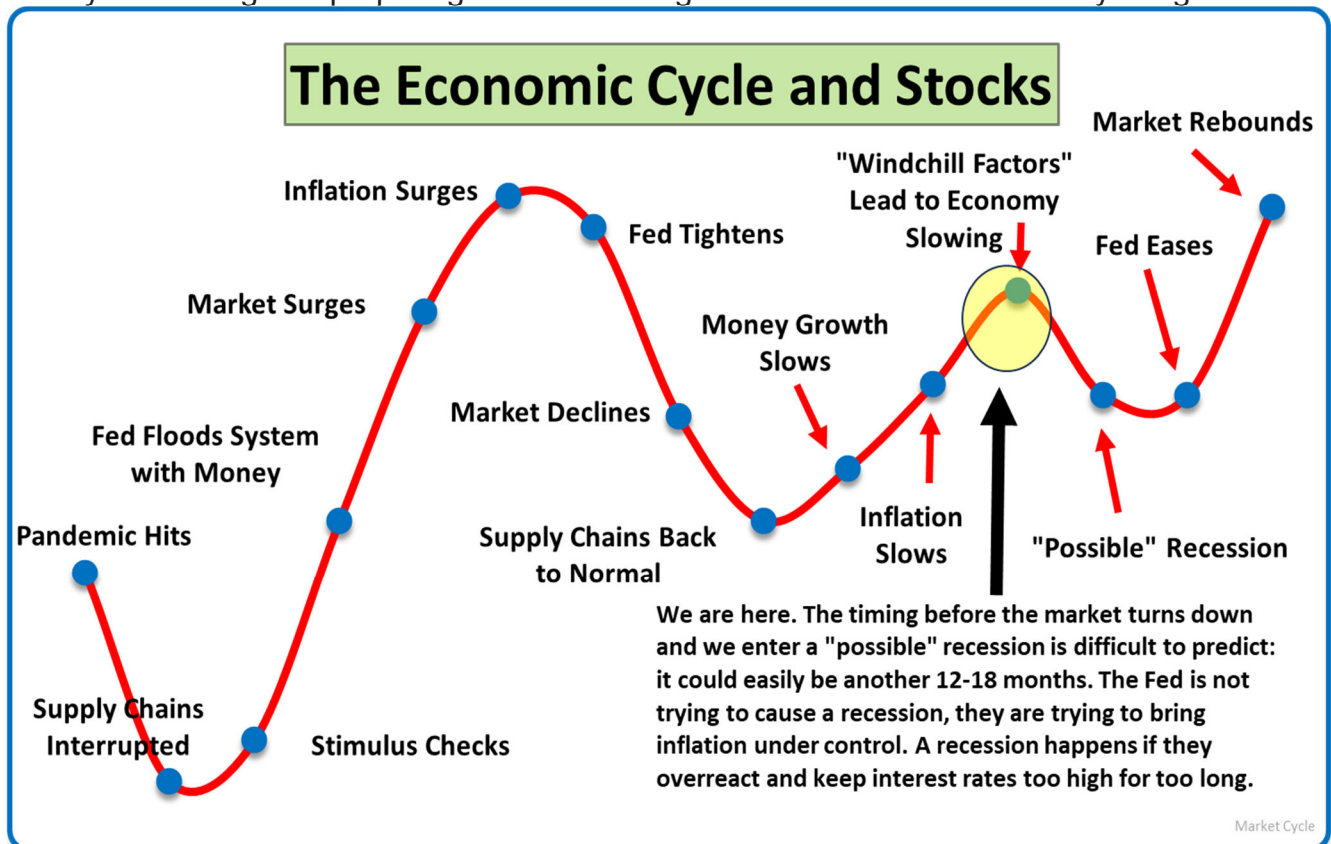 The Economic Cycle and Stocks
Market Rebounds
"Windchill Factors"
Lead to Economy
Slowing
Inflation Surges
Fed Tightens
Fed Eases
Market Surges
Money Growth
Slows
Market Declines
Fed Floods System
with Money
Pandemic Hits
Supply Chains Back
to Normal
Inflation
Slows
"Possible" Recession
We are here. The timing before the market turns down
and we enter a "possible" recession is difficult to predict:
it could easily be another 12-18 months. The Fed is not
trying to cause a recession, they are trying to bring
inflation under control. A recession happens if they
overreact and keep interest rates too high for too long.
Supply Chains
Interrupted
Stimulus Checks
Market Cycle